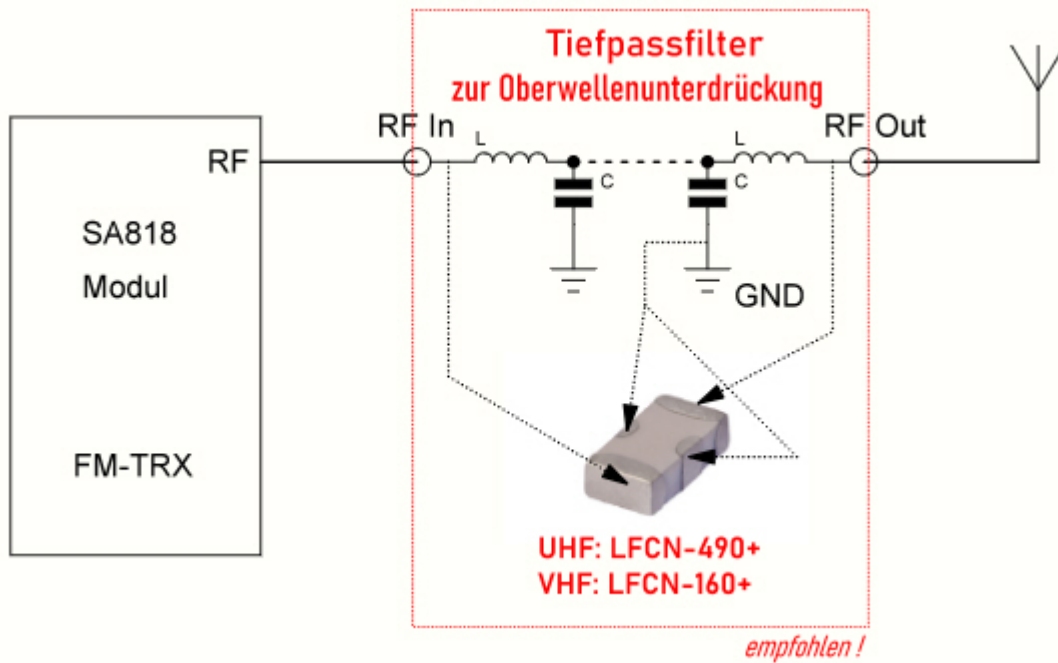 Tiefpassfilter
zur Oberwellenunterdrückung
RF In
RF Out
L
L
RF
C
C
SA818
Modul
GND
FM-TRX
UHF: LFCN-490+
VHF: LFCN-160+
empfohlen !